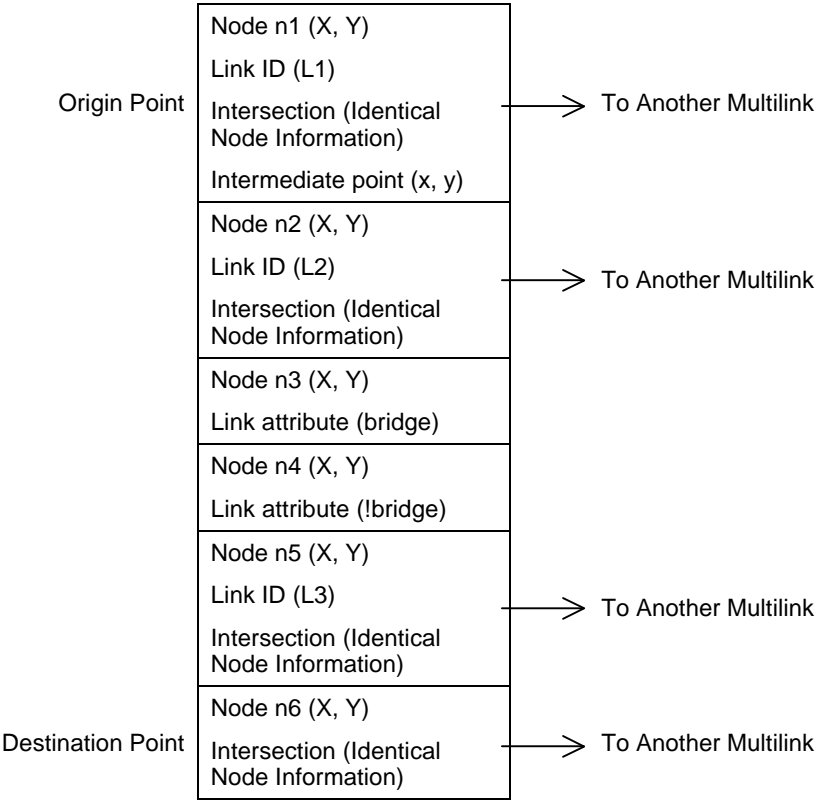 Node n1 (X, Y)
Link ID (L1)
Origin Point
Intersection (Identical
Node Information)
To Another Multilink
Intermediate point (x, y)
Node n2 (X, Y)
Link ID (L2)
To Another Multilink
Intersection (Identical
Node Information)
Node n3 (X, Y)
Link attribute (bridge)
Node n4 (X, Y)
Link attribute (!bridge)
Node n5 (X, Y)
Link ID (L3)
To Another Multilink
Intersection (Identical
Node Information)
Node n6 (X, Y)
Destination Point
Intersection (Identical
Node Information)
To Another Multilink